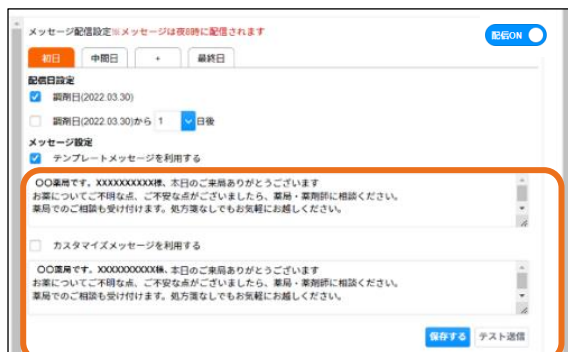 メッセージ配信設定※メッセージは夜8時に配信されます
配信ON
初日 中間日 + 最終日
配信日設定
調剤日(2022.03.30)
調剤日(2022.03.30)から 1 日後
メッセージ設定
テンプレートメッセージを利用する
〇〇薬局です。XXXXXXXXXX様、本日のご来局ありがとうございます
お薬についてご不明な点、ご不安な点がございましたら、薬局・薬剤師に相談ください。
薬局でのご相談も受け付けます。処方箋なしでもお気軽にお越しください。
カスタマイズメッセージを利用する
〇〇薬局です。XXXXXXXXXX様、本日のご来局ありがとうございます
お薬についてご不明な点、ご不安な点がございましたら、薬局・薬剤師に相談ください。
薬局でのご相談も受け付けます。処方箋なしでもお気軽にお越しください。
保存する テスト送信